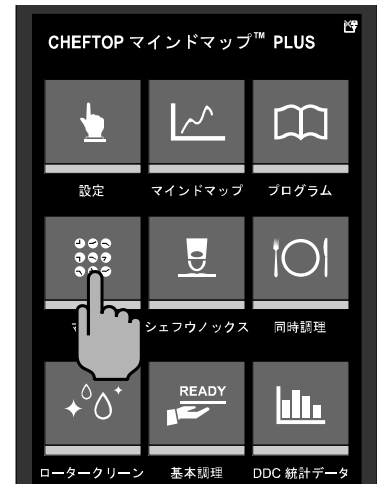 CHEFTOP マインドマップ™ PLUS
設定 マインドマップ プログラム
シェフウノックス 同時調理
READY
ロータークリーン 基本調理 DDC 統計データ